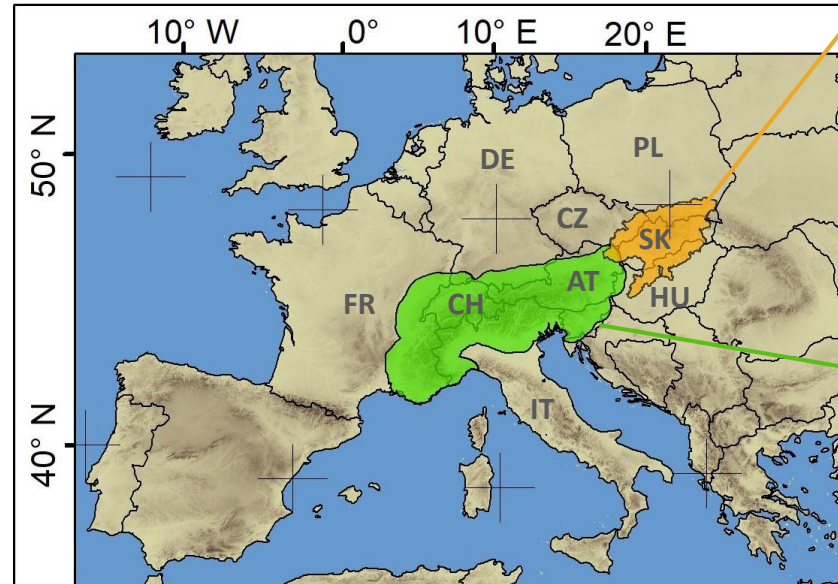 10° W
0°
10° E
20° E
50° N
40° N
DE
PL
CZ
SK
FR
CH
AT
HU
IT